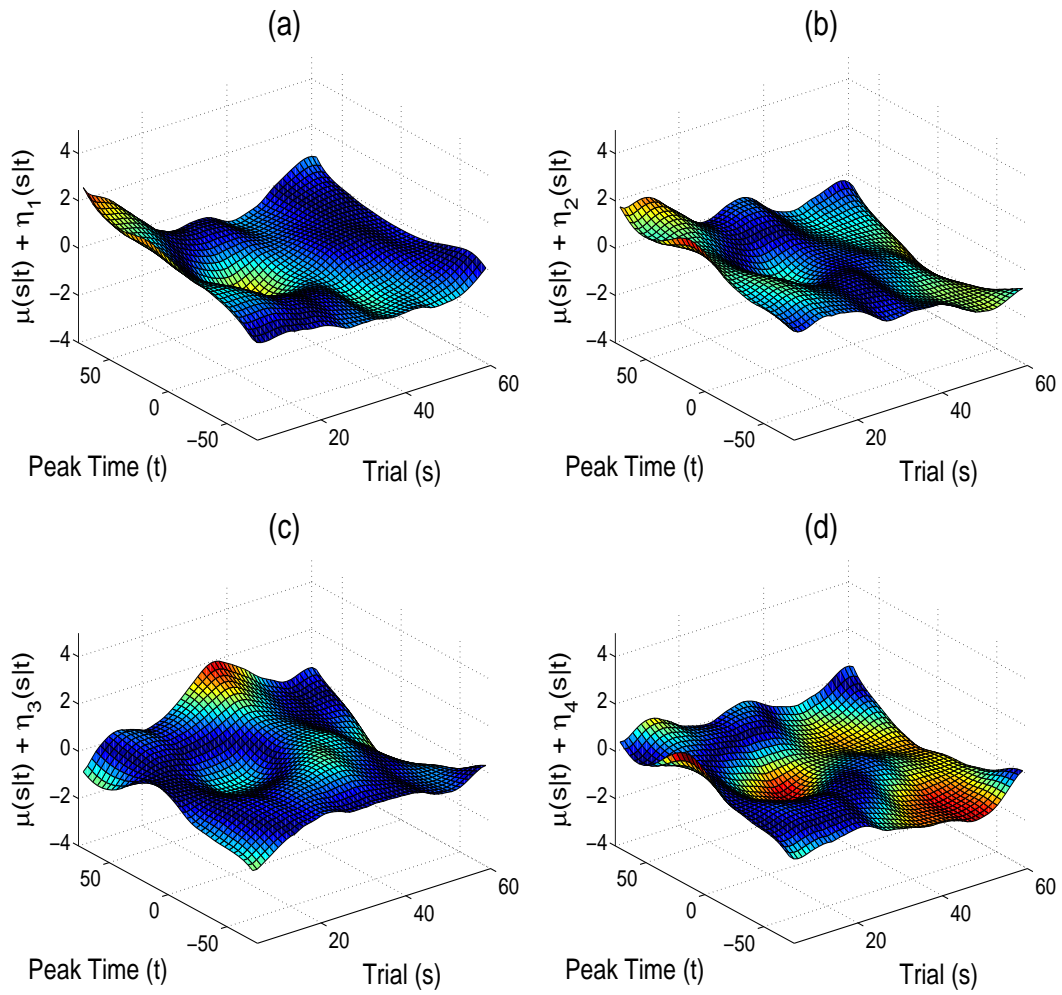 (a)
μ(s|t) + η₁(s|t)
4
2
0
−2
−4
50
0
−50
Peak Time (t)
20
40
60
Trial (s)
(b)
μ(s|t) + η₂(s|t)
4
2
0
−2
−4
50
0
−50
Peak Time (t)
20
40
60
Trial (s)
(c)
μ(s|t) + η₃(s|t)
4
2
0
−2
−4
50
0
−50
Peak Time (t)
20
40
60
Trial (s)
(d)
μ(s|t) + η₄(s|t)
4
2
0
−2
−4
50
0
−50
Peak Time (t)
20
40
60
Trial (s)